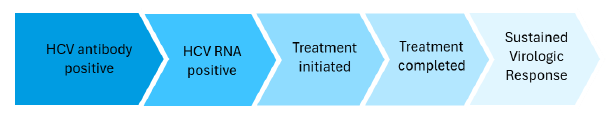 HCV antibody
positive
HCV RNA
positive
Treatment
initiated
Treatment
completed
Sustained
Virologic
Response